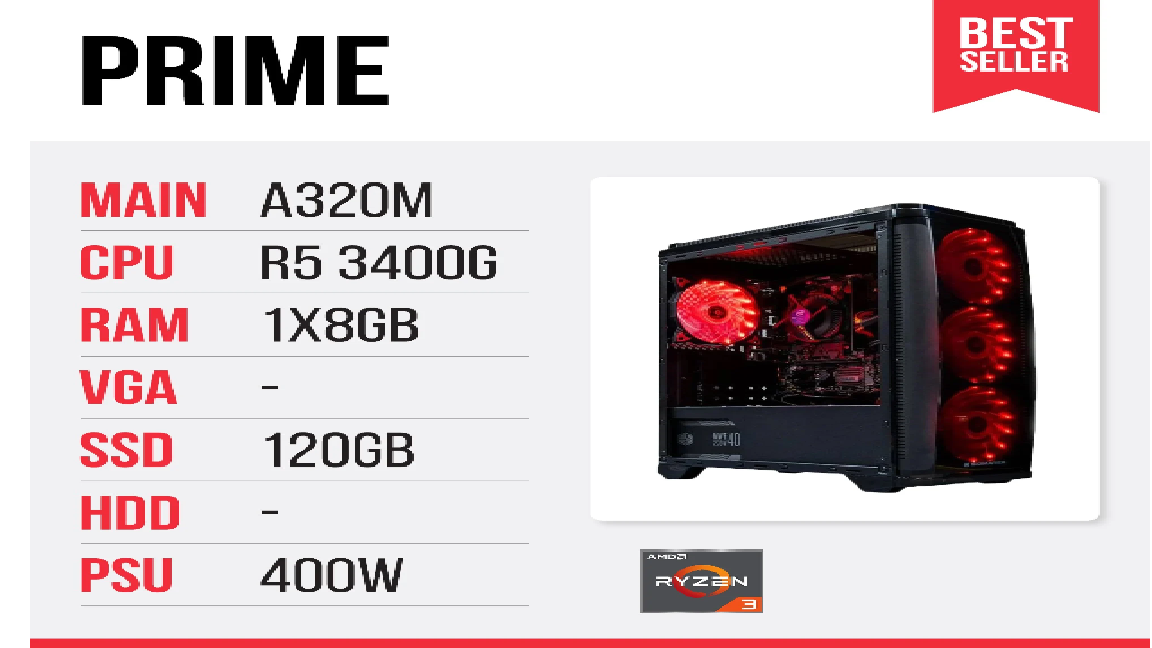 PRIME
BEST
SELLER
MAIN A320M
CPU R5 3400G
RAM 1X8GB
VGA -
SSD 120GB
HDD -
PSU 400W
AMD
RYZEN
3